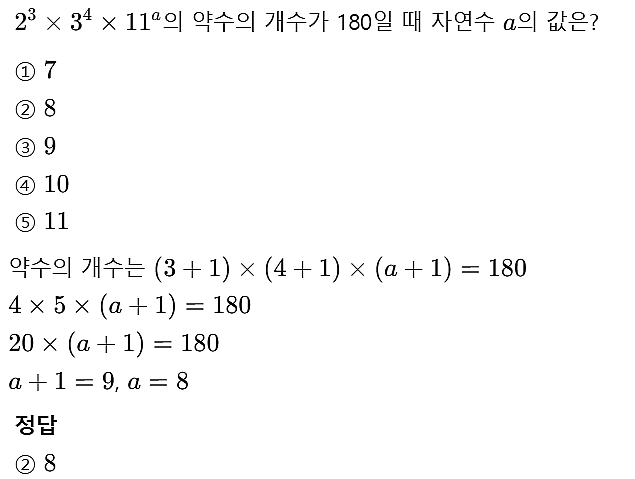 2³ × 3⁴ × 11ᵃ의 약수의 개수가 180일 때 자연수 a의 값은?
① 7
② 8
③ 9
④ 10
⑤ 11
약수의 개수는 (3 + 1) × (4 + 1) × (a + 1) = 180
4 × 5 × (a + 1) = 180
20 × (a + 1) = 180
a + 1 = 9, a = 8
정답
② 8